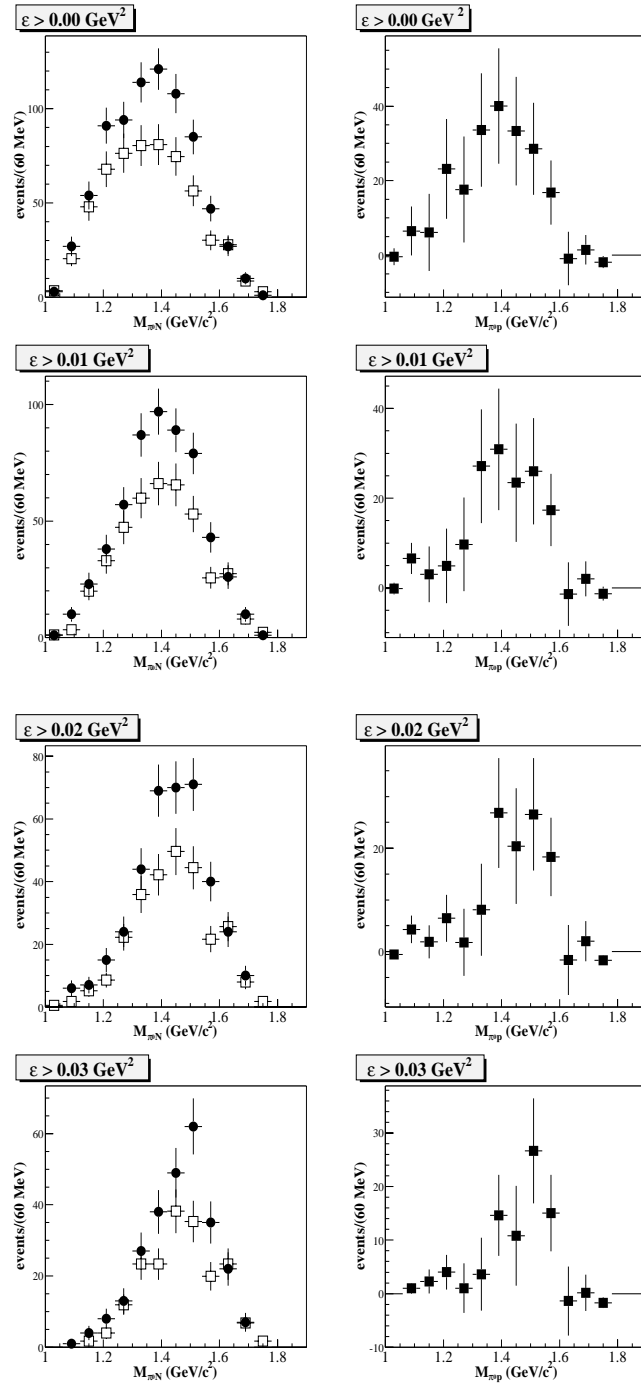 ε > 0.00 GeV²
events/(60 MeV)
100
50
0
1 1.2 1.4 1.6 1.8
M_π⁰N (GeV/c²)
ε > 0.00 GeV²
events/(60 MeV)
40
20
0
1 1.2 1.4 1.6 1.8
M_π⁰p (GeV/c²)
ε > 0.01 GeV²
events/(60 MeV)
100
50
0
1 1.2 1.4 1.6 1.8
M_π⁰N (GeV/c²)
ε > 0.01 GeV²
events/(60 MeV)
40
20
0
1 1.2 1.4 1.6 1.8
M_π⁰p (GeV/c²)
ε > 0.02 GeV²
events/(60 MeV)
80
60
40
20
0
1 1.2 1.4 1.6 1.8
M_π⁰N (GeV/c²)
ε > 0.02 GeV²
events/(60 MeV)
20
0
1 1.2 1.4 1.6 1.8
M_π⁰p (GeV/c²)
ε > 0.03 GeV²
events/(60 MeV)
60
40
20
0
1 1.2 1.4 1.6 1.8
M_π⁰N (GeV/c²)
ε > 0.03 GeV²
events/(60 MeV)
30
20
10
0
-10
1 1.2 1.4 1.6 1.8
M_π⁰p (GeV/c²)